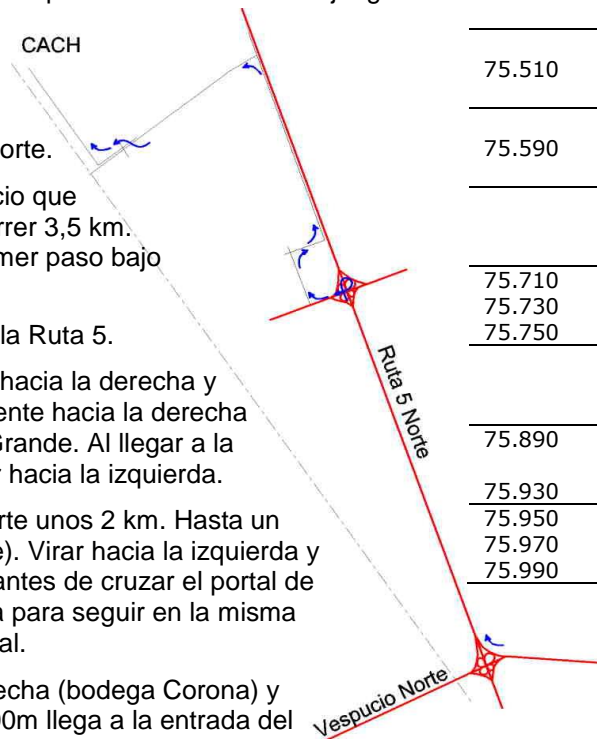 CACH
orte.
cio que
rrer 3,5 km.
mer paso bajo
la Ruta 5.
hacia la derecha y
ente hacia la derecha
Grande. Al llegar a la
r hacia la izquierda.
rte unos 2 km. Hasta un
e). Virar hacia la izquierda y
antes de cruzar el portal de
a para seguir en la misma
al.
echa (bodega Corona) y
00m llega a la entrada del
Ruta 5 Norte
Vespucio Norte
75.510
75.590
75.710
75.730
75.750
75.890
75.930
75.950
75.970
75.990